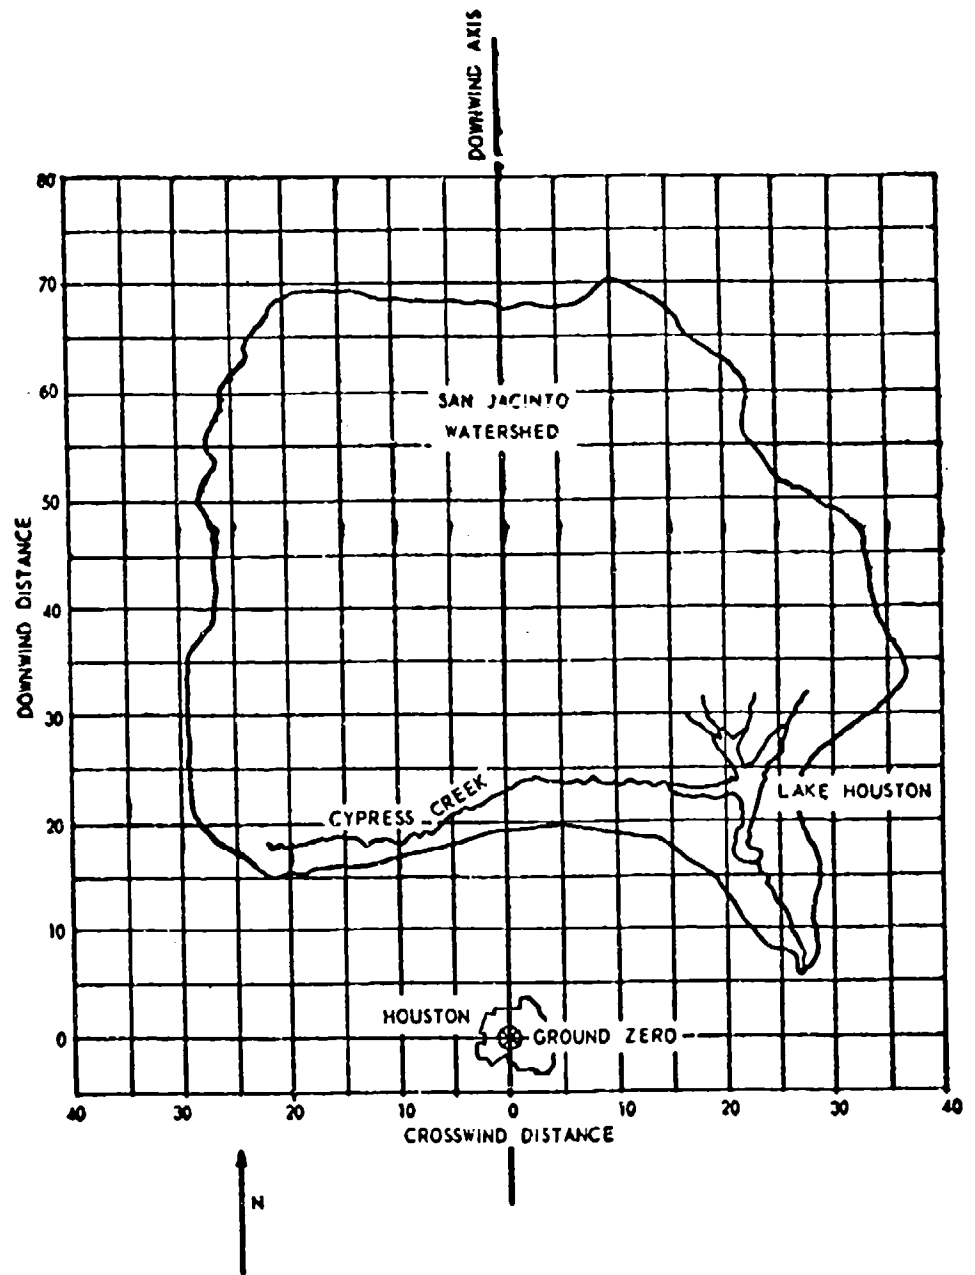 DOWNWIND AXIS
80
70
60
50
40
30
20
10
0
DOWNWIND DISTANCE
SAN JACINTO
WATERSHED
CYPRESS CREEK
LAKE HOUSTON
HOUSTON
GROUND ZERO
40 30 20 10 0 10 20 30 40
CROSSWIND DISTANCE
N